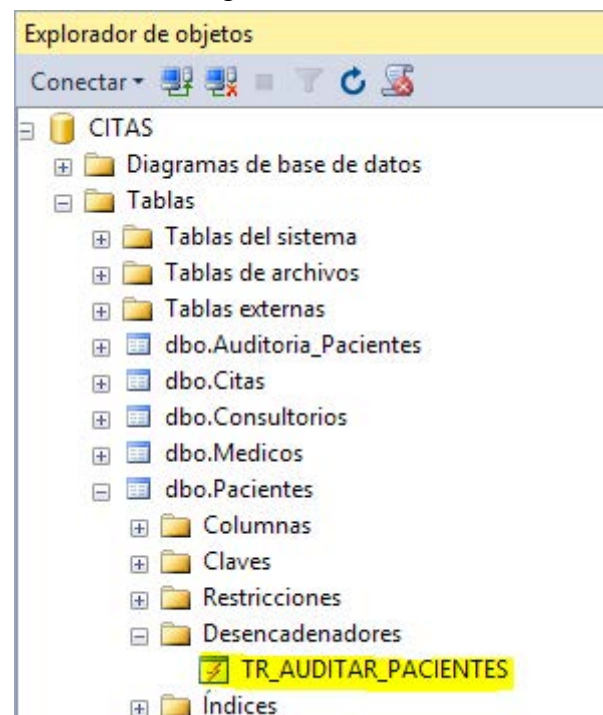 Explorador de objetos
Conectar
CITAS
Diagramas de base de datos
Tablas
Tablas del sistema
Tablas de archivos
Tablas externas
dbo.Auditoria_Pacientes
dbo.Citas
dbo.Consultorios
dbo.Medicos
dbo.Pacientes
Columnas
Claves
Restricciones
Desencadenadores
TR_AUDITAR_PACIENTES
Índices